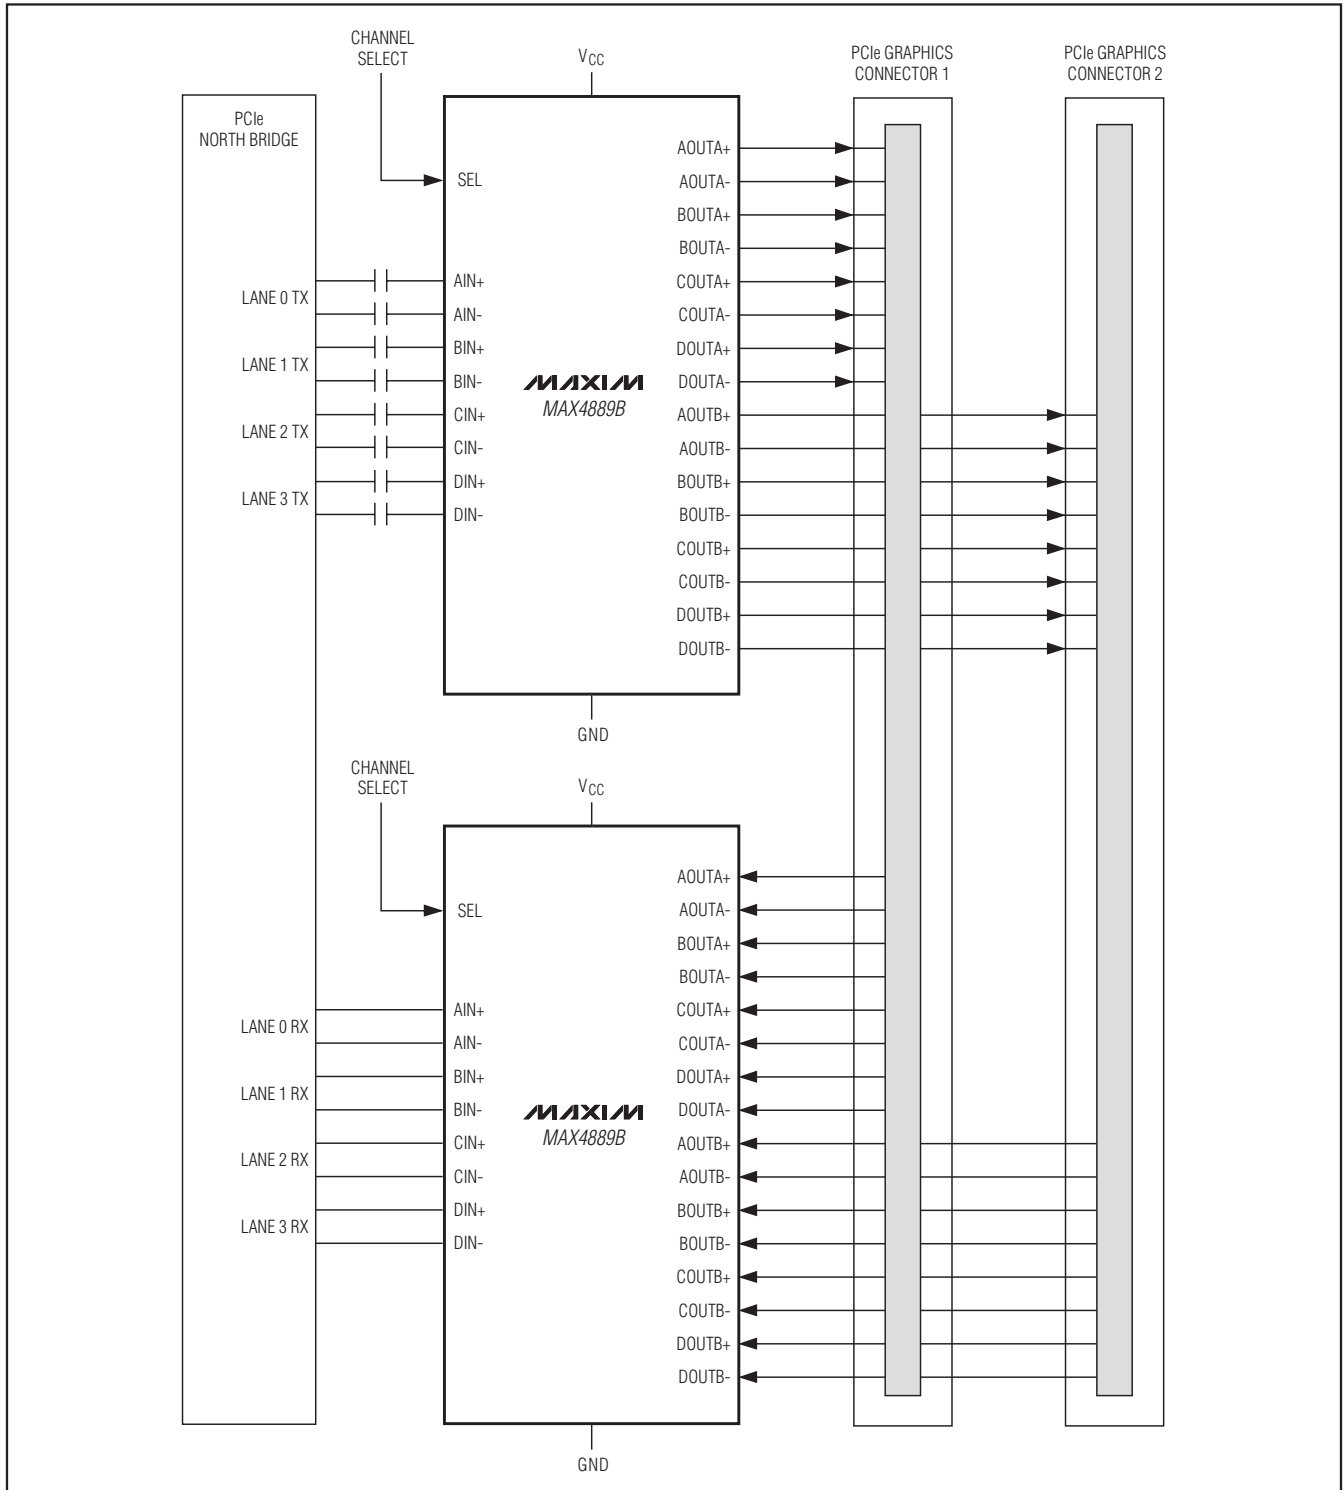 CHANNEL
SELECT
VCC
PCIe GRAPHICS
CONNECTOR 1
PCIe GRAPHICS
CONNECTOR 2
PCIe
NORTH BRIDGE
SEL
LANE 0 TX
LANE 1 TX
LANE 2 TX
LANE 3 TX
AIN+
AIN-
BIN+
BIN-
CIN+
CIN-
DIN+
DIN-
MAXIM
MAX4889B
AOUTA+
AOUTA-
BOUTA+
BOUTA-
COUTA+
COUTA-
DOUTA+
DOUTA-
AOUTB+
AOUTB-
BOUTB+
BOUTB-
COUTB+
COUTB-
DOUTB+
DOUTB-
GND
CHANNEL
SELECT
VCC
SEL
LANE 0 RX
LANE 1 RX
LANE 2 RX
LANE 3 RX
AIN+
AIN-
BIN+
BIN-
CIN+
CIN-
DIN+
DIN-
MAXIM
MAX4889B
AOUTA+
AOUTA-
BOUTA+
BOUTA-
COUTA+
COUTA-
DOUTA+
DOUTA-
AOUTB+
AOUTB-
BOUTB+
BOUTB-
COUTB+
COUTB-
DOUTB+
DOUTB-
GND